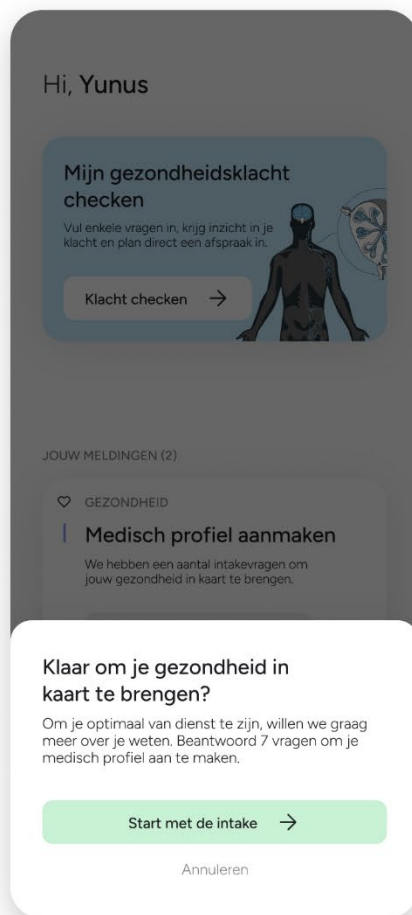 Hi, Yunus
Mijn gezondheidsklacht
checken
Vul enkele vragen in, krijg inzicht in je
klacht en plan direct een afspraak in.
Klacht checken
JOUW MELDINGEN (2)
GEZONDHEID
Medisch profiel aanmaken
We hebben een aantal intakevragen om
jouw gezondheid in kaart te brengen.
Klaar om je gezondheid in
kaart te brengen?
Om je optimaal van dienst te zijn, willen we graag
meer over je weten. Beantwoord 7 vragen om je
medisch profiel aan te maken.
Start met de intake
Annuleren